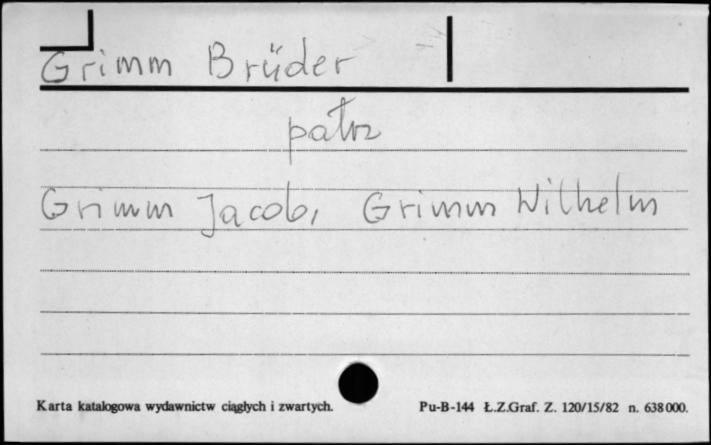 Grimm Brüder
patrz
Grimm Jacob, Grimm Wilhelm
Karta katalogowa wydawnictw ciągłych i zwartych. Pu-B-144 Ł.Z.Graf. Z. 120/15/82 n. 638000.